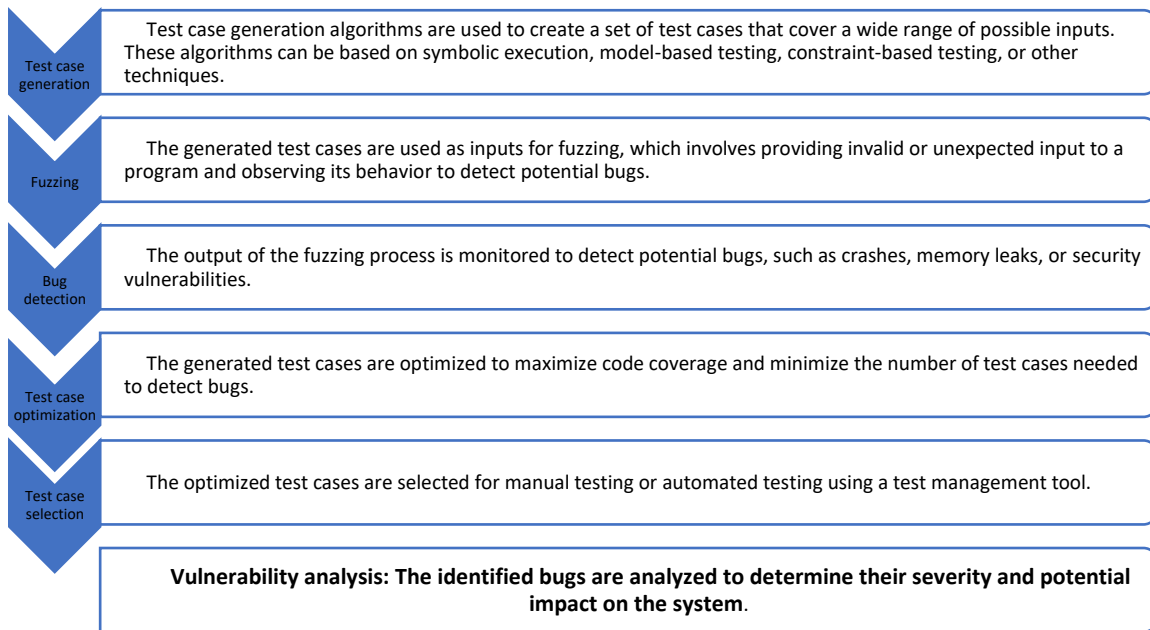 Test case
generation
Test case generation algorithms are used to create a set of test cases that cover a wide range of possible inputs.
These algorithms can be based on symbolic execution, model-based testing, constraint-based testing, or other
techniques.
Fuzzing
The generated test cases are used as inputs for fuzzing, which involves providing invalid or unexpected input to a
program and observing its behavior to detect potential bugs.
Bug
detection
The output of the fuzzing process is monitored to detect potential bugs, such as crashes, memory leaks, or security
vulnerabilities.
Test case
optimization
The generated test cases are optimized to maximize code coverage and minimize the number of test cases needed
to detect bugs.
Test case
selection
The optimized test cases are selected for manual testing or automated testing using a test management tool.
Vulnerability analysis: The identified bugs are analyzed to determine their severity and potential
impact on the system.